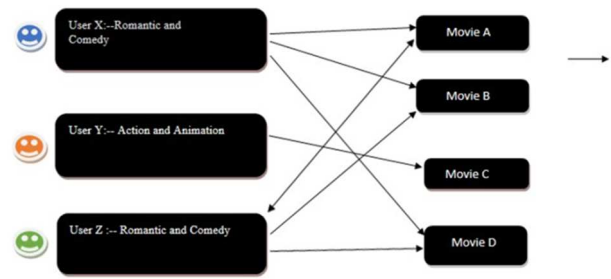 User X:--Romantic and
Comedy
Movie A
Movie B
User Y:-- Action and Animation
Movie C
User Z :-- Romantic and Comedy
Movie D